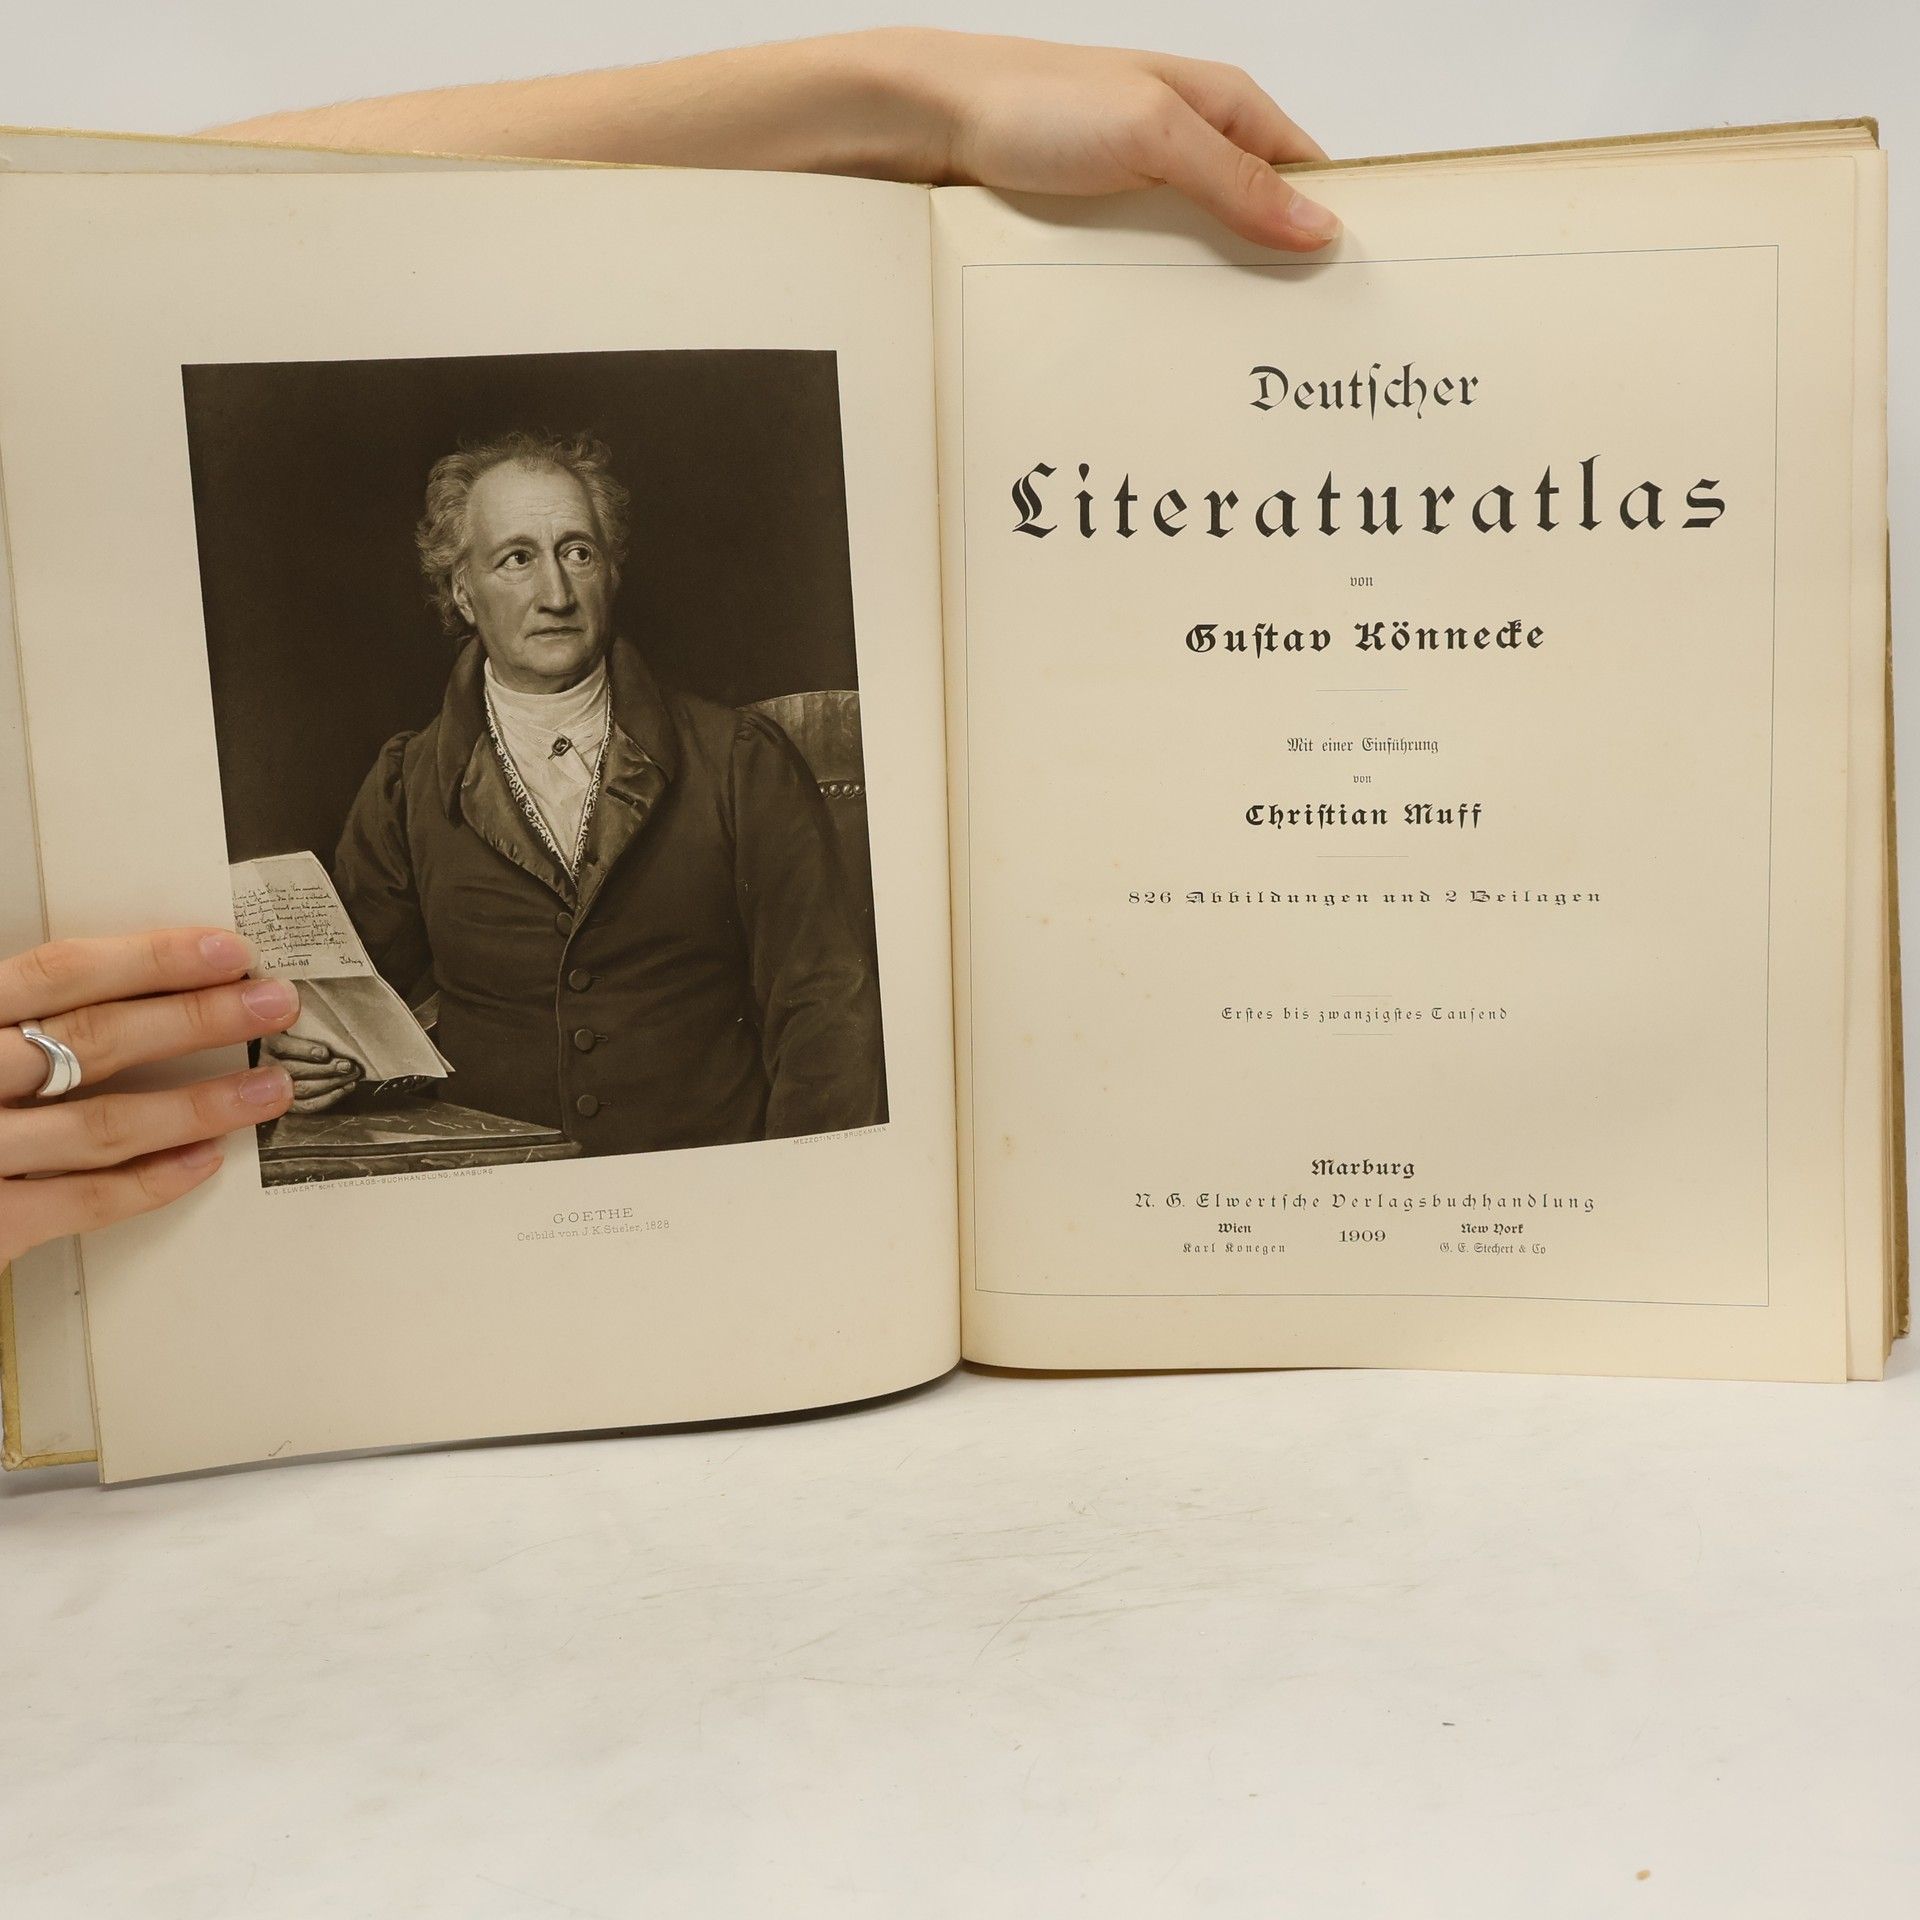 N. G. ELWERT'SCHE VERLAGS-BUCHHANDLUNG, MARBURG
MEZZOTINTO BRUCKMANN
GOETHE
Oelbild von J. K. Stieler, 1828
Deutſcher
Literaturatlas
von
Guſtav Könnecke
Mit einer Einführung
von
Chriſtian Muff
826 Abbildungen und 2 Beilagen
Erſtes bis zwanzigſtes Tauſend
Marburg
N. G. Elwertſche Verlagsbuchhandlung
Wien 1909 New York
Karl Konegen G. E. Stechert & Co